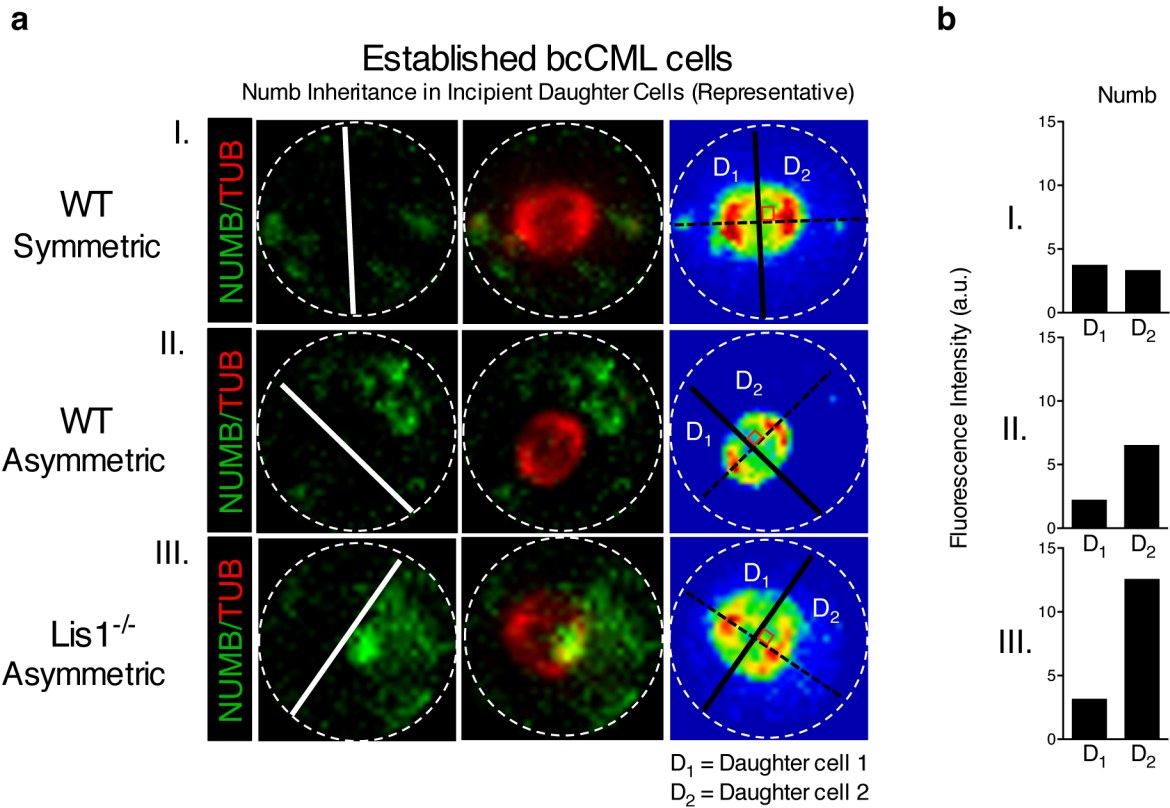 a
b
Established bcCML cells
Numb Inheritance in Incipient Daughter Cells (Representative)
I.
WT
Symmetric
NUMB/TUB
D1
D2
II.
WT
Asymmetric
NUMB/TUB
D2
D1
III.
Lis1-/-
Asymmetric
NUMB/TUB
D1
D2
D1 = Daughter cell 1
D2 = Daughter cell 2
Numb
Fluorescence Intensity (a.u.)
I.
15
10
5
0
D1 D2
II.
15
10
5
0
D1 D2
III.
15
10
5
0
D1 D2